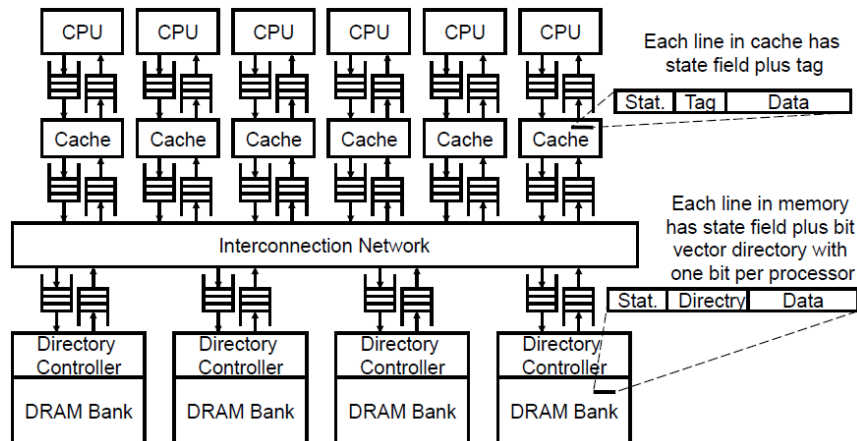 CPU CPU CPU CPU CPU CPU
Each line in cache has
state field plus tag
Stat. Tag Data
Cache Cache Cache Cache Cache Cache
Each line in memory
has state field plus bit
vector directory with
one bit per processor
Interconnection Network
Stat. Directry Data
Directory Controller
Directory Controller
Directory Controller
Directory Controller
DRAM Bank DRAM Bank DRAM Bank DRAM Bank